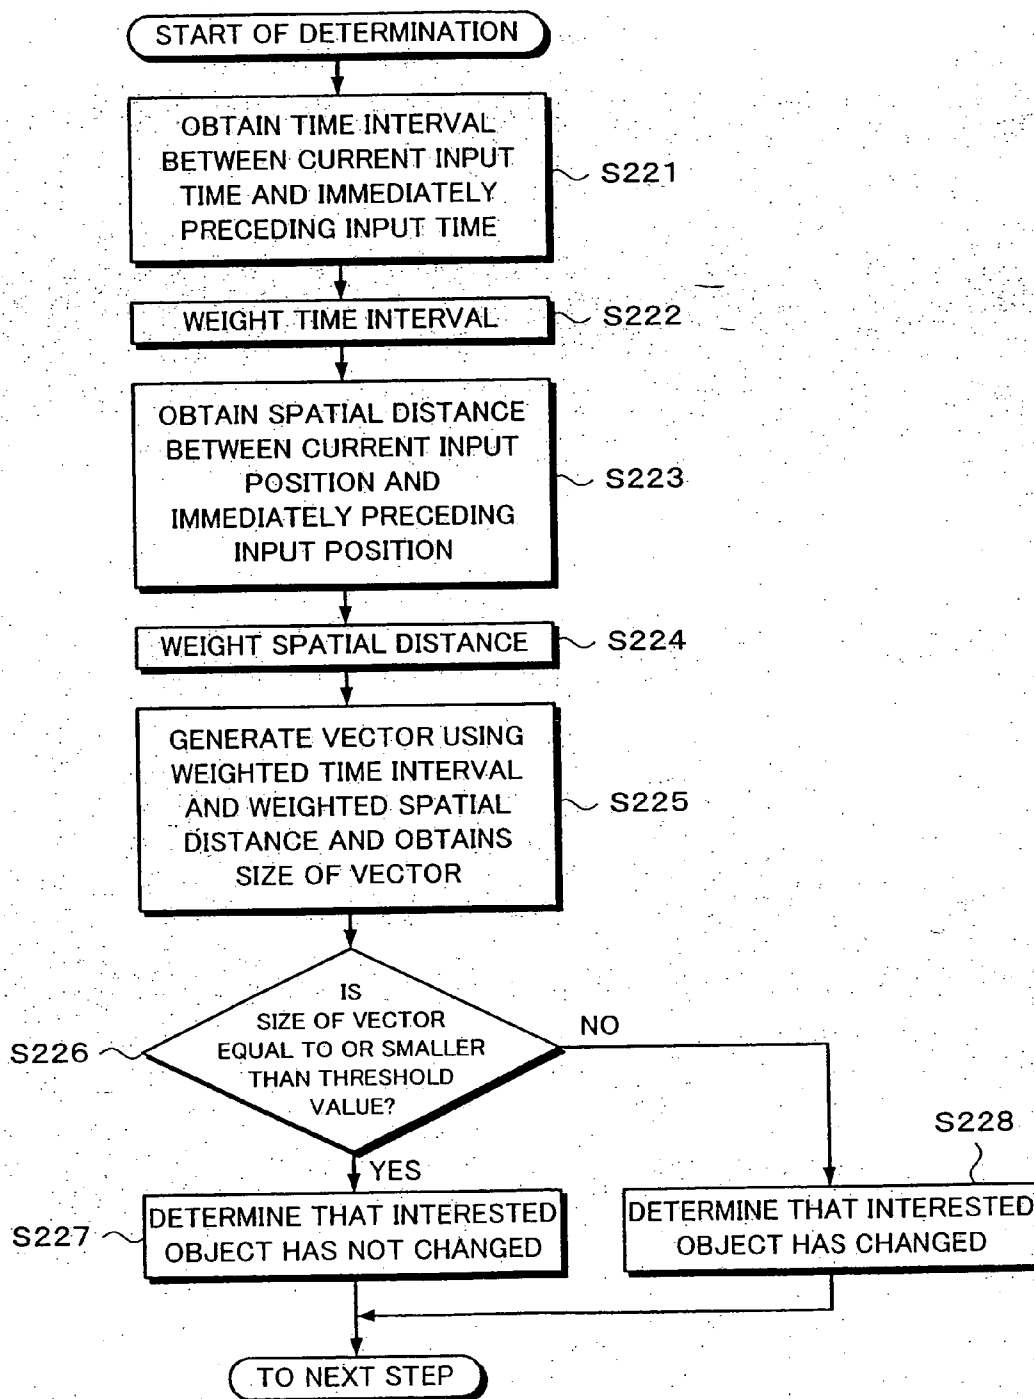 START OF DETERMINATION
OBTAIN TIME INTERVAL
BETWEEN CURRENT INPUT
TIME AND IMMEDIATELY
PRECEDING INPUT TIME
S221
WEIGHT TIME INTERVAL
S222
OBTAIN SPATIAL DISTANCE
BETWEEN CURRENT INPUT
POSITION AND
IMMEDIATELY PRECEDING
INPUT POSITION
S223
WEIGHT SPATIAL DISTANCE
S224
GENERATE VECTOR USING
WEIGHTED TIME INTERVAL
AND WEIGHTED SPATIAL
DISTANCE AND OBTAINS
SIZE OF VECTOR
S225
IS
SIZE OF VECTOR
EQUAL TO OR SMALLER
THAN THRESHOLD
VALUE?
S226
NO
YES
S228
DETERMINE THAT INTERESTED
OBJECT HAS NOT CHANGED
S227
DETERMINE THAT INTERESTED
OBJECT HAS CHANGED
TO NEXT STEP